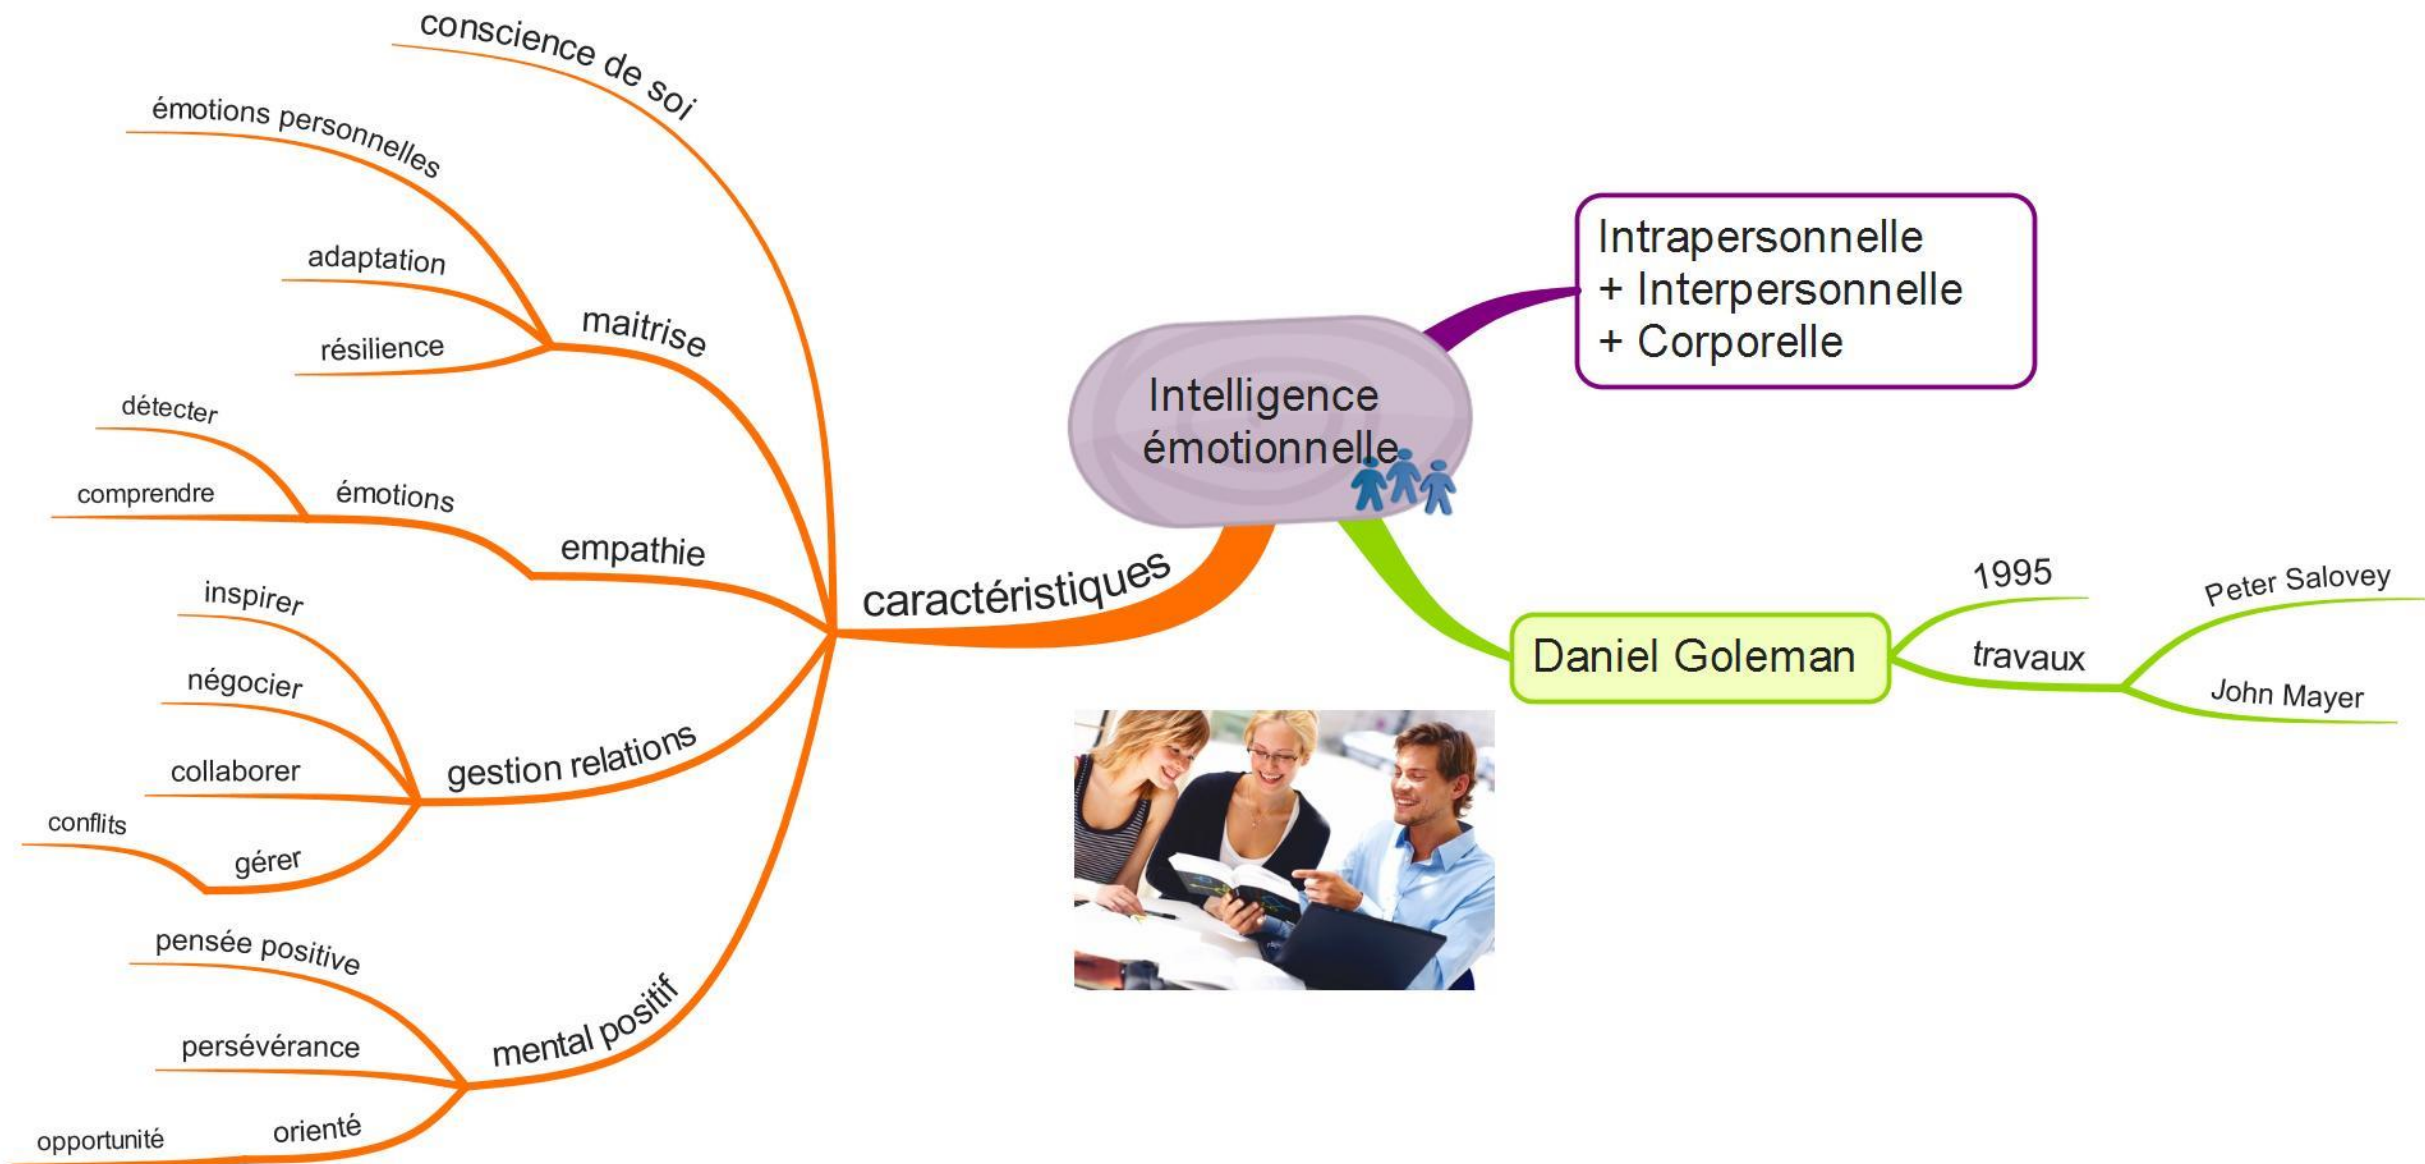 Intelligence
émotionnelle
Intrapersonnelle
+ Interpersonnelle
+ Corporelle
Daniel Goleman
1995
travaux
Peter Salovey
John Mayer
caractéristiques
conscience de soi
maitrise
émotions personnelles
adaptation
résilience
empathie
émotions
détecter
comprendre
gestion relations
inspirer
négocier
collaborer
gérer
conflits
mental positif
pensée positive
persévérance
orienté
opportunité